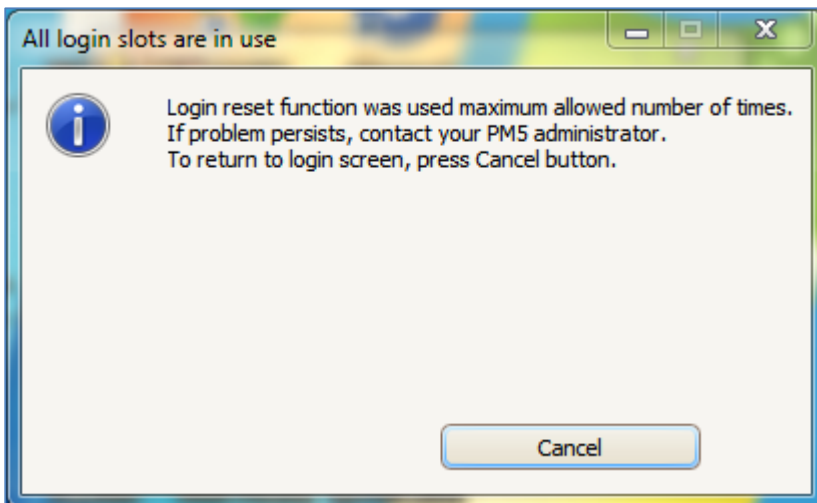 All login slots are in use
Login reset function was used maximum allowed number of times.
If problem persists, contact your PM5 administrator.
To return to login screen, press Cancel button.
Cancel